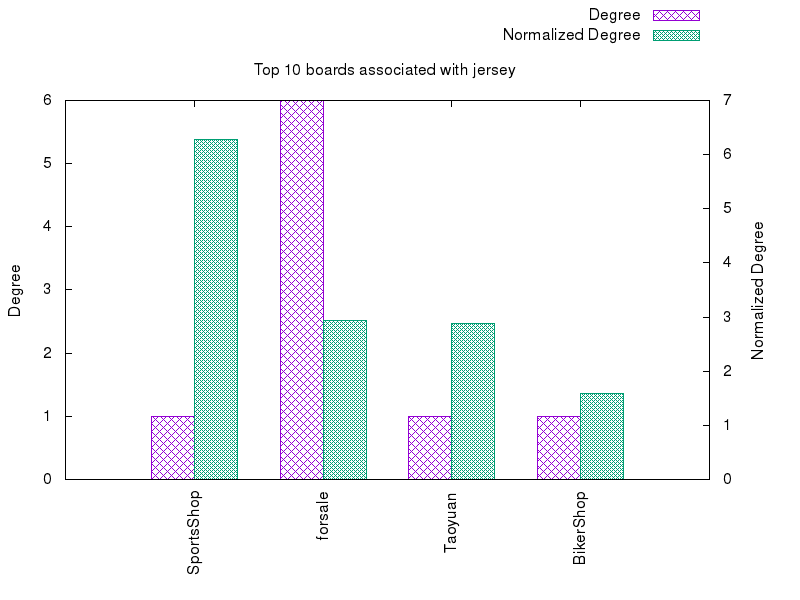 Degree
Normalized Degree
Top 10 boards associated with jersey
6
5
4
3
2
1
0
7
6
5
4
3
2
1
0
Degree
Normalized Degree
SportsShop
forsale
Taoyuan
BikerShop